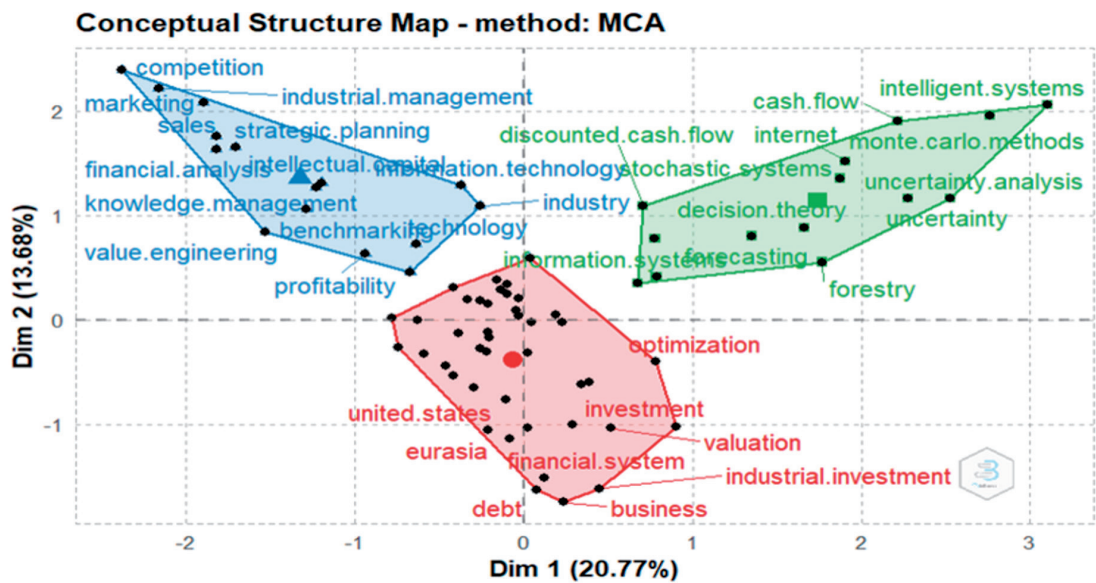 Conceptual Structure Map - method: MCA
competition
industrial.management
marketing
sales
strategic.planning
financial.analysis
intellectual.capital
information.technology
knowledge.management
industry
benchmarking
technology
value.engineering
profitability
intelligent.systems
cash.flow
discounted.cash.flow
internet
monte.carlo.methods
stochastic.systems
uncertainty.analysis
decision.theory
uncertainty
information.systems
forecasting
forestry
optimization
united.states
investment
eurasia
valuation
financial.system
industrial.investment
debt
business
2
1
0
-1
-2
-1
0
1
2
3
Dim 2 (13.68%)
Dim 1 (20.77%)